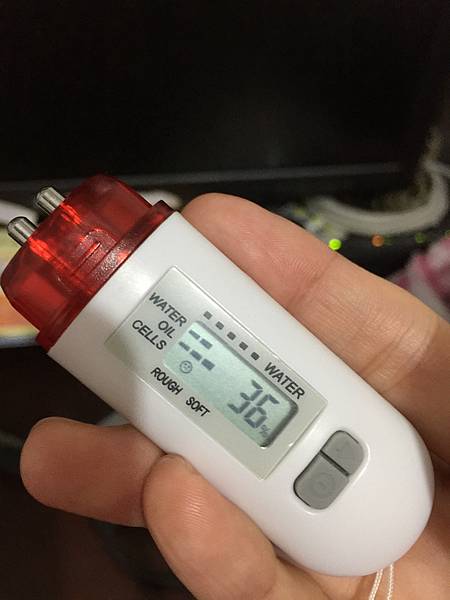 WATER
OIL
CELLS
WATER
36%
ROUGH SOFT